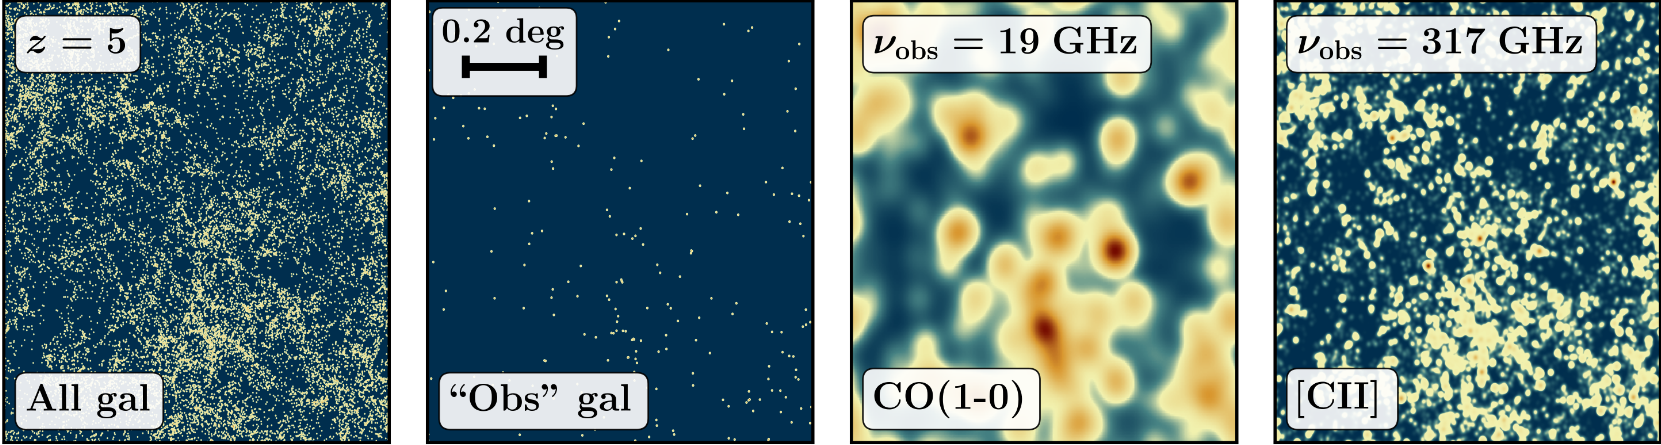 z = 5
All gal
0.2 deg
“Obs” gal
ν_obs = 19 GHz
CO(1-0)
ν_obs = 317 GHz
[CII]